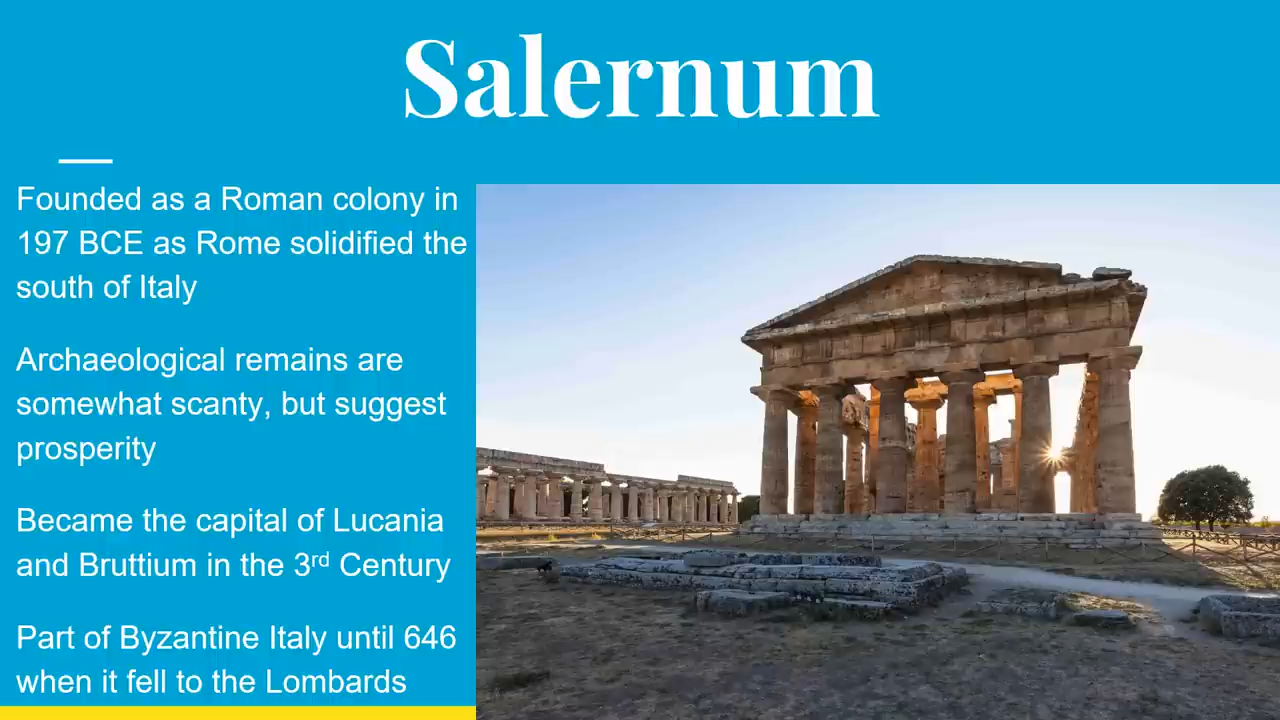 Salernum
Founded as a Roman colony in
197 BCE as Rome solidified the
south of Italy
Archaeological remains are
somewhat scanty, but suggest
prosperity
Became the capital of Lucania
and Bruttium in the 3rd Century
Part of Byzantine Italy until 646
when it fell to the Lombards